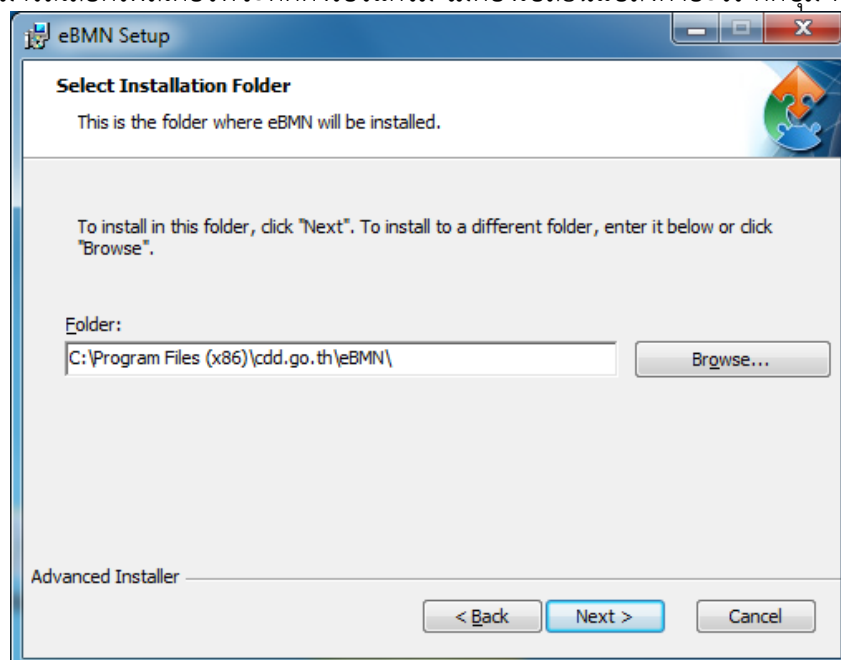 eBMN Setup
Select Installation Folder
This is the folder where eBMN will be installed.
To install in this folder, click "Next". To install to a different folder, enter it below or click
"Browse".
Folder:
C:\Program Files (x86)\cdd.go.th\eBMN\
Browse...
Advanced Installer
< Back
Next >
Cancel